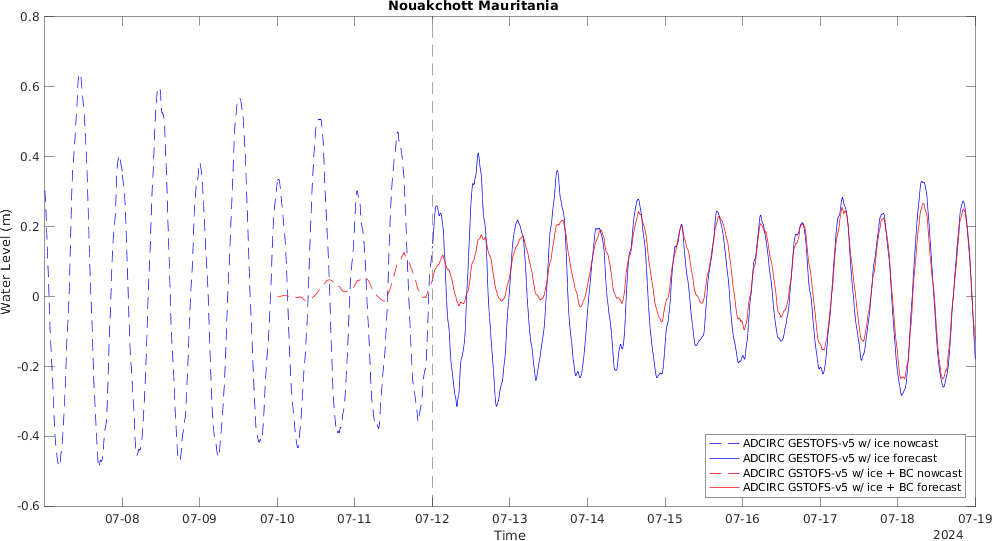 Nouakchott Mauritania
0.8
0.6
0.4
0.2
0
-0.2
-0.4
-0.6
Water Level (m)
ADCIRC GESTOFS-v5 w/ ice nowcast
ADCIRC GESTOFS-v5 w/ ice forecast
ADCIRC GSTOFS-v5 w/ ice + BC nowcast
ADCIRC GSTOFS-v5 w/ ice + BC forecast
07-08 07-09 07-10 07-11 07-12 07-13 07-14 07-15 07-16 07-17 07-18 07-19
Time
2024